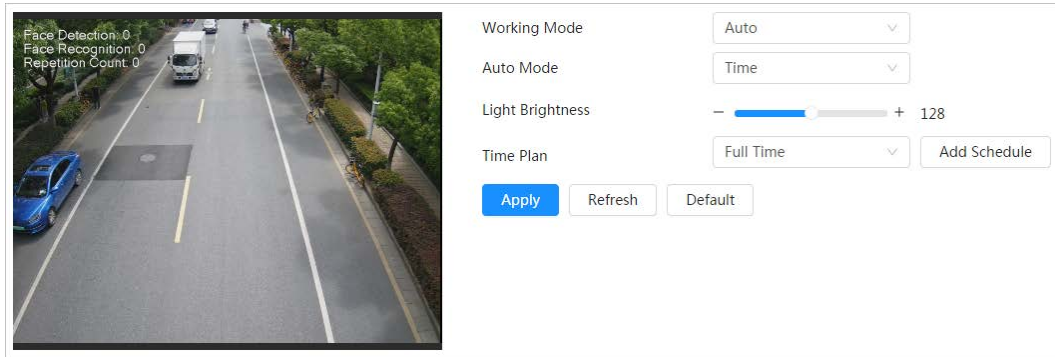 Face Detection: 0
Face Recognition: 0
Repetition Count: 0
Working Mode Auto
Auto Mode Time
Light Brightness − + 128
Time Plan Full Time Add Schedule
Apply Refresh Default